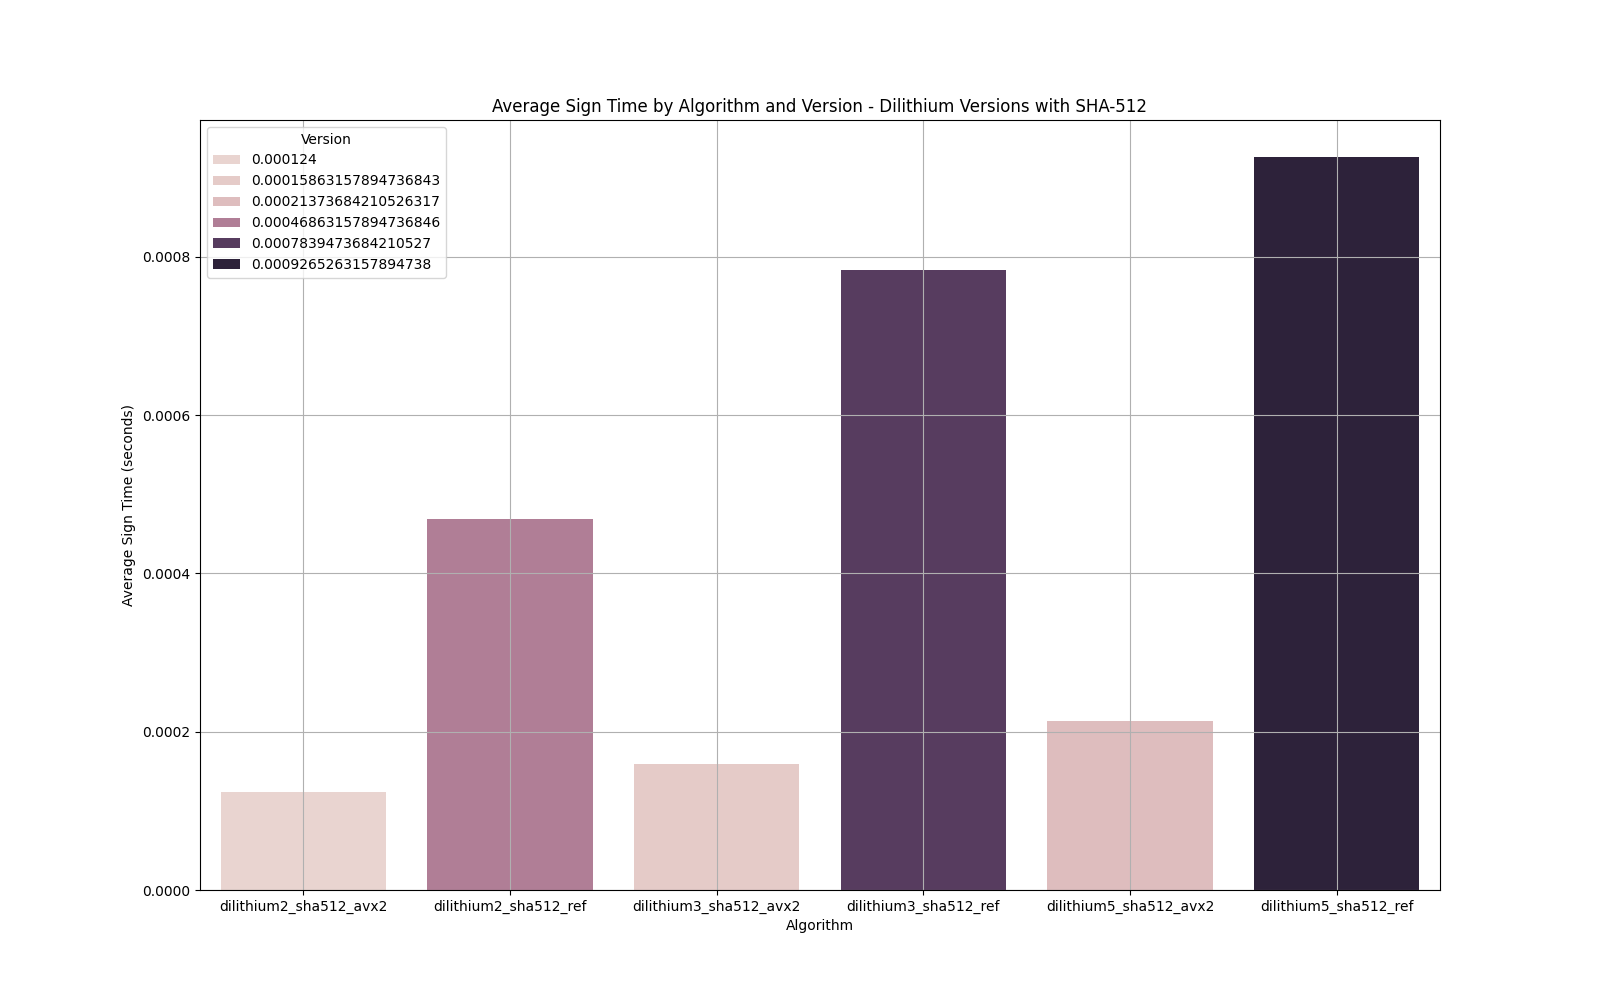 Average Sign Time by Algorithm and Version - Dilithium Versions with SHA-512
Version
0.000124
0.00015863157894736843
0.00021373684210526317
0.00046863157894736846
0.0007839473684210527
0.0009265263157894738
Average Sign Time (seconds)
0.0008
0.0006
0.0004
0.0002
0.0000
dilithium2_sha512_avx2 dilithium2_sha512_ref dilithium3_sha512_avx2 dilithium3_sha512_ref dilithium5_sha512_avx2 dilithium5_sha512_ref
Algorithm